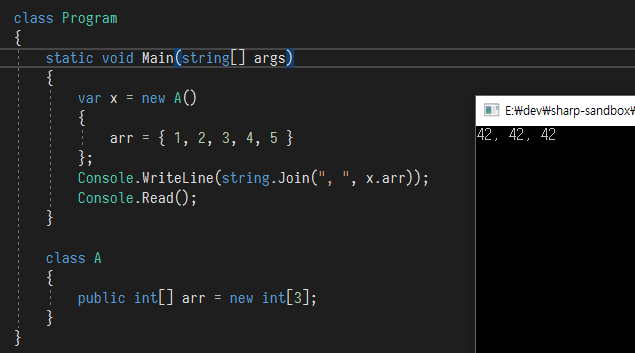 class Program
{
static void Main(string[] args)
{
var x = new A()
{
arr = { 1, 2, 3, 4, 5 }
};
Console.WriteLine(string.Join(", ", x.arr));
Console.Read();
}
class A
{
public int[] arr = new int[3];
}
}
E:₩dev₩sharp-sandbox₩
42, 42, 42